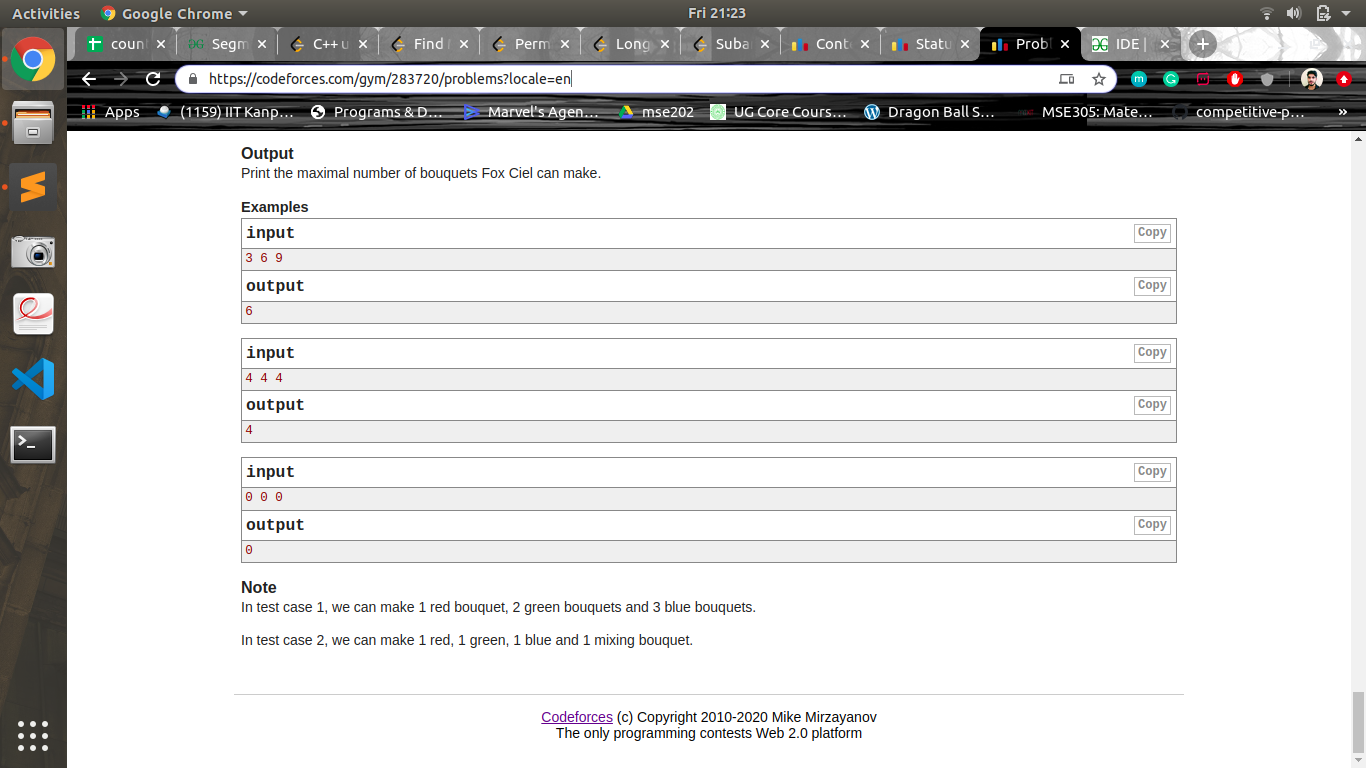 Activities Google Chrome Fri 21:23
coun Segm C++ u Find Perm Long Suba Cont Statu Prob IDE |
https://codeforces.com/gym/283720/problems?locale=en
Apps (1159) IIT Kanp... Programs & D... Marvel's Agen... mse202 UG Core Cours... Dragon Ball S... MSE305: Mate... competitive-p... »
Output
Print the maximal number of bouquets Fox Ciel can make.
Examples
input Copy
3 6 9
output Copy
6
input Copy
4 4 4
output Copy
4
input Copy
0 0 0
output Copy
0
Note
In test case 1, we can make 1 red bouquet, 2 green bouquets and 3 blue bouquets.
In test case 2, we can make 1 red, 1 green, 1 blue and 1 mixing bouquet.
Codeforces (c) Copyright 2010-2020 Mike Mirzayanov
The only programming contests Web 2.0 platform